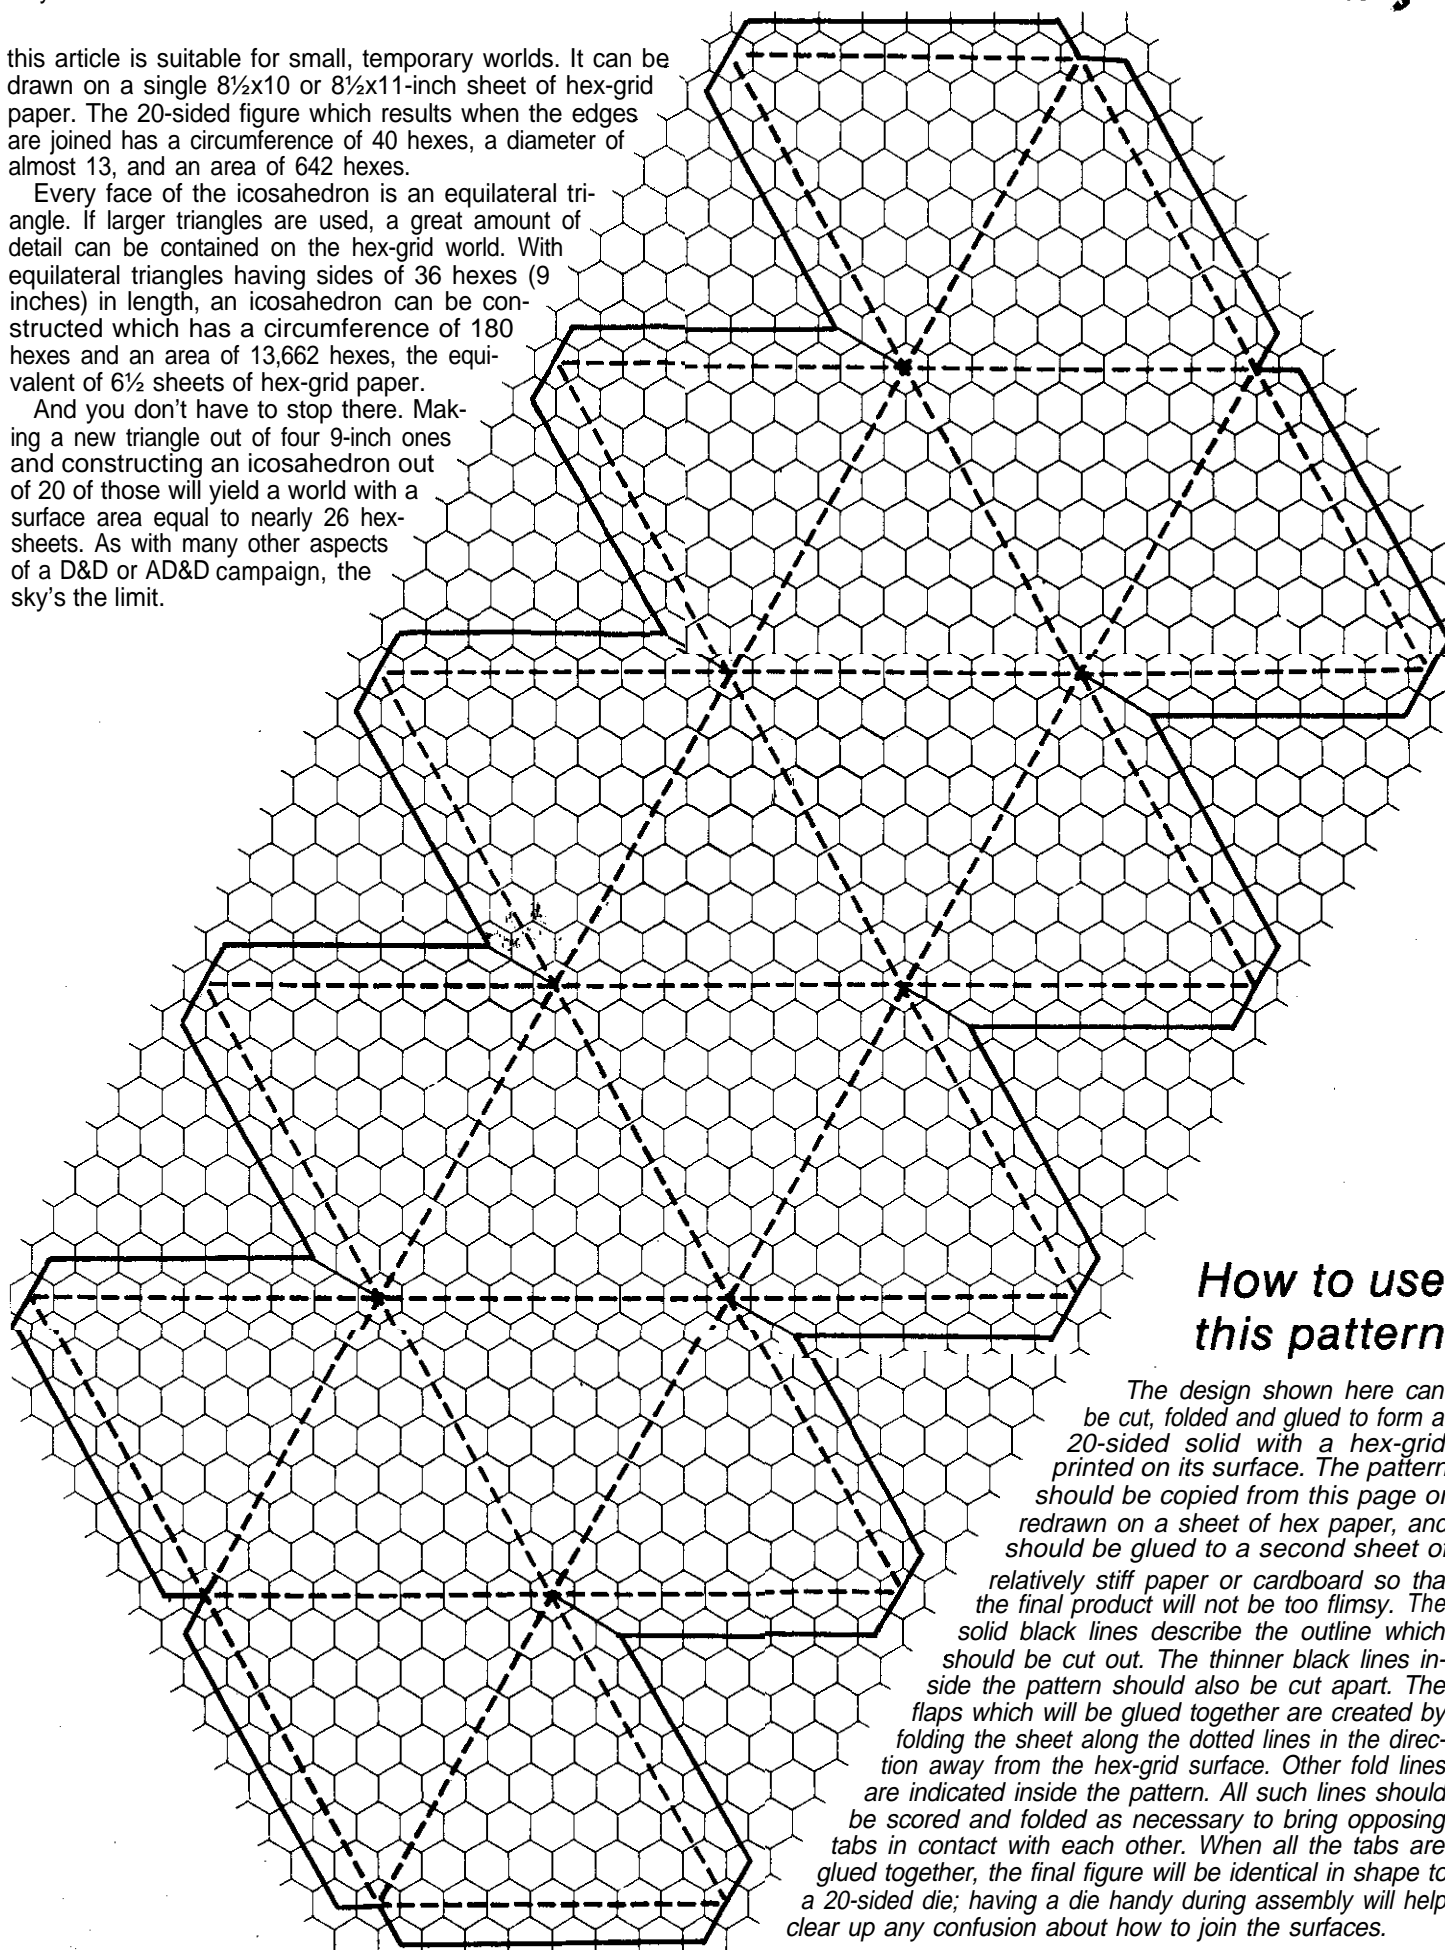 this article is suitable for small, temporary worlds. It can be
drawn on a single 8½x10 or 8½x11-inch sheet of hex-grid
paper. The 20-sided figure which results when the edges
are joined has a circumference of 40 hexes, a diameter of
almost 13, and an area of 642 hexes.
Every face of the icosahedron is an equilateral tri-
angle. If larger triangles are used, a great amount of
detail can be contained on the hex-grid world. With
equilateral triangles having sides of 36 hexes (9
inches) in length, an icosahedron can be con-
structed which has a circumference of 180
hexes and an area of 13,662 hexes, the equi-
valent of 6½ sheets of hex-grid paper.
And you don't have to stop there. Mak-
ing a new triangle out of four 9-inch ones
and constructing an icosahedron out
of 20 of those will yield a world with a
surface area equal to nearly 26 hex-
sheets. As with many other aspects
of a D&D or AD&D campaign, the
sky's the limit.
How to use
this pattern
The design shown here can
be cut, folded and glued to form a
20-sided solid with a hex-grid
printed on its surface. The pattern
should be copied from this page or
redrawn on a sheet of hex paper, and
should be glued to a second sheet of
relatively stiff paper or cardboard so that
the final product will not be too flimsy. The
solid black lines describe the outline which
should be cut out. The thinner black lines in-
side the pattern should also be cut apart. The
flaps which will be glued together are created by
folding the sheet along the dotted lines in the direc-
tion away from the hex-grid surface. Other fold lines
are indicated inside the pattern. All such lines should
be scored and folded as necessary to bring opposing
tabs in contact with each other. When all the tabs are
glued together, the final figure will be identical in shape to
a 20-sided die; having a die handy during assembly will help
clear up any confusion about how to join the surfaces.